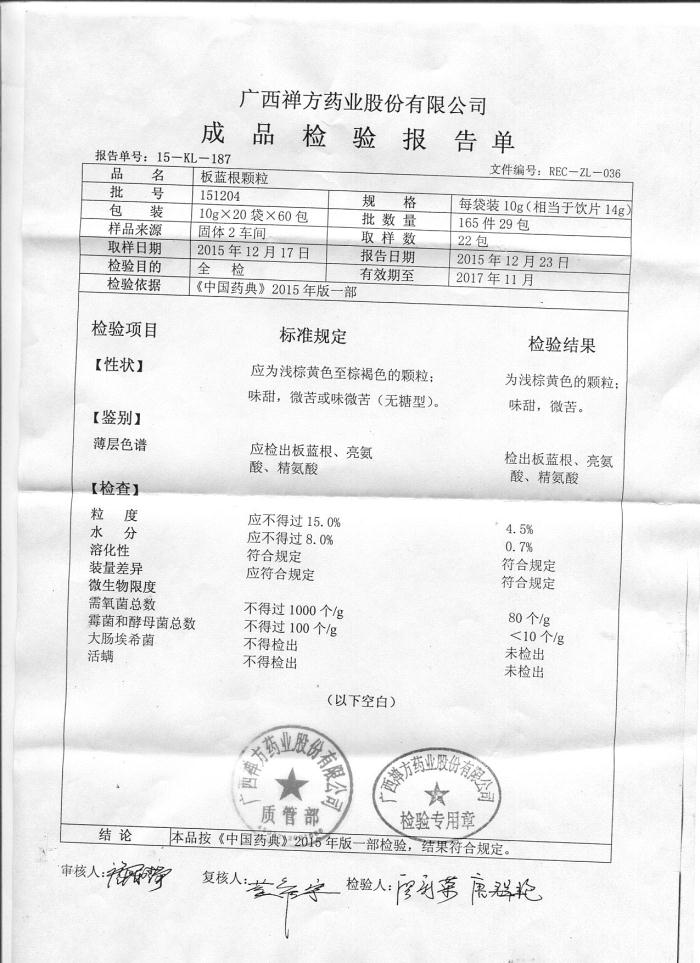 广西禅方药业股份有限公司
成品检验报告单
报告单号：15-KL-187 文件编号：REC-ZL-036
品 名 板蓝根颗粒
批 号 151204 规 格 每袋装10g（相当于饮片14g）
包 装 10g×20袋×60包 批 数 量 165件29包
样品来源 固体2车间 取 样 数 22包
取样日期 2015年12月17日 报告日期 2015年12月23日
检验目的 全 检 有效期至 2017年11月
检验依据 《中国药典》2015年版一部
检验项目 标准规定 检验结果
【性状】 应为浅棕黄色至棕褐色的颗粒； 为浅棕黄色的颗粒；
味甜，微苦或味微苦（无糖型）。 味甜，微苦。
【鉴别】
薄层色谱 应检出板蓝根、亮氨 检出板蓝根、亮氨
酸、精氨酸 酸、精氨酸
【检查】
粒 度 应不得过15.0% 4.5%
水 分 应不得过8.0% 0.7%
溶化性 符合规定 符合规定
装量差异 应符合规定 符合规定
微生物限度
需氧菌总数 不得过1000个/g 80个/g
霉菌和酵母菌总数 不得过100个/g <10个/g
大肠埃希菌 不得检出 未检出
活螨 不得检出 未检出
（以下空白）
广西禅方药业股份有限公司
质管部
广西禅方药业股份有限公司
检验专用章
结 论 本品按《中国药典》2015年版一部检验，结果符合规定。
审核人： 复核人： 检验人：